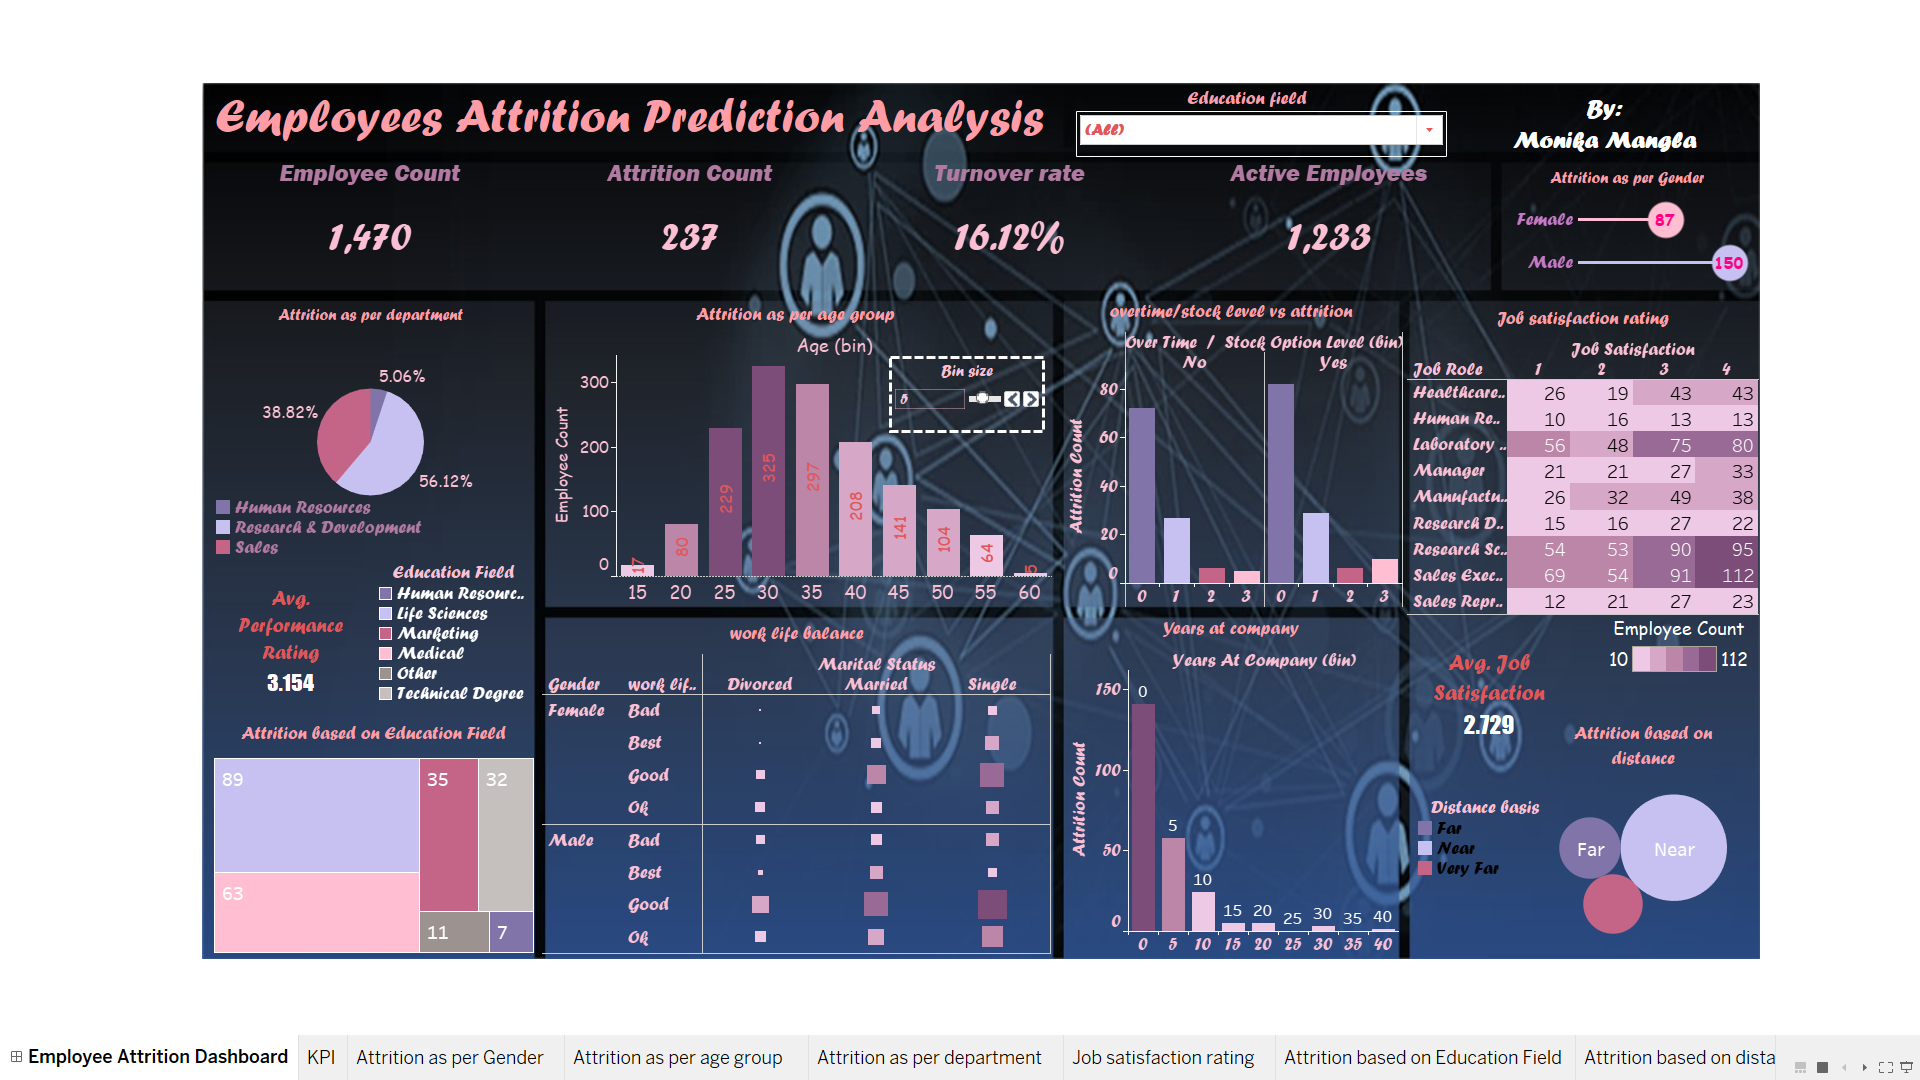 Employees Attrition Prediction Analysis
Education field
(All)
By:
Monika Mangla
Employee Count
Attrition Count
Turnover rate
Active Employees
1,470
237
16.12%
1,233
Attrition as per Gender
Female 87
Male 150
Attrition as per department
5.06%
38.82%
56.12%
Human Resources
Research & Development
Sales
Avg.
Performance
Rating
3.154
Education Field
Human Resourc..
Life Sciences
Marketing
Medical
Other
Technical Degree
Attrition based on Education Field
89
35
32
63
11
7
Attrition as per age group
Age (bin)
Bin size
5
Employee Count
300
200
100
0
17
80
229
325
297
208
141
104
64
5
15 20 25 30 35 40 45 50 55 60
work life balance
Marital Status
Gender work lif.. Divorced Married Single
Female Bad
Best
Good
Ok
Male Bad
Best
Good
Ok
overtime/stock level vs attrition
Over Time / Stock Option Level (bin)
No Yes
Attrition Count
80
60
40
20
0
0 1 2 3 0 1 2 3
Years at company
Years At Company (bin)
Attrition Count
150
100
50
0
0
5
10
15 20 25 30 35 40
0 5 10 15 20 25 30 35 40
Job satisfaction rating
Job Satisfaction
Job Role 1 2 3 4
Healthcare.. 26 19 43 43
Human Re.. 10 16 13 13
Laboratory .. 56 48 75 80
Manager 21 21 27 33
Manufactu.. 26 32 49 38
Research D.. 15 16 27 22
Research Sc.. 54 53 90 95
Sales Exec.. 69 54 91 112
Sales Repr.. 12 21 27 23
Employee Count
10 112
Avg. Job
Satisfaction
2.729
Attrition based on
distance
Distance basis
Far
Near
Very Far
Far
Near
Employee Attrition Dashboard
KPI
Attrition as per Gender
Attrition as per age group
Attrition as per department
Job satisfaction rating
Attrition based on Education Field
Attrition based on dista